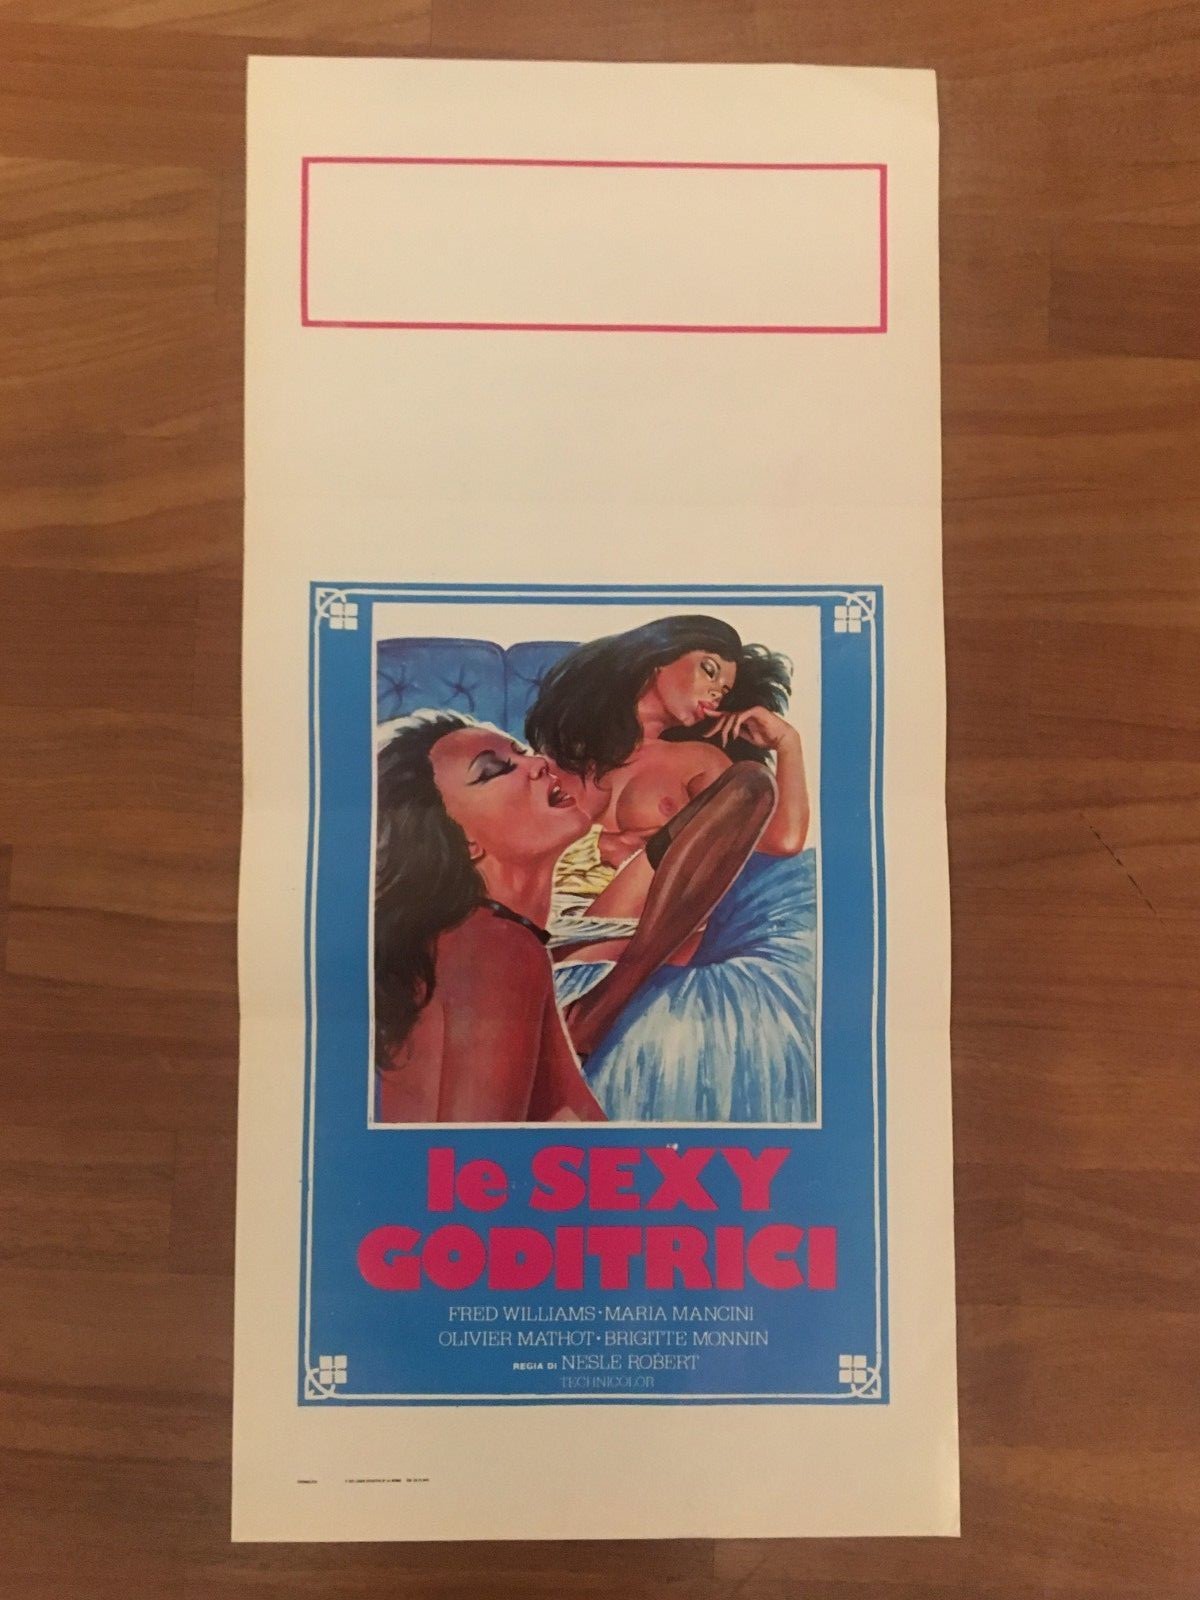 le SEXY
GODITRICI
FRED WILLIAMS·MARIA MANCINI
OLIVIER MATHOT·BRIGITTE MONNIN
REGIA DI NESLE ROBERT
TECHNICOLOR